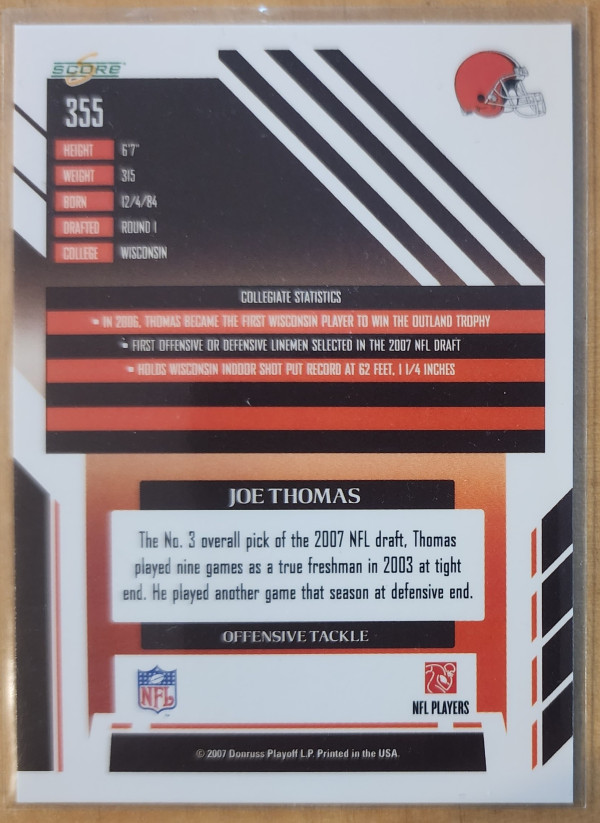 SCORE
355
HEIGHT 6'7"
WEIGHT 315
BORN 12/4/84
DRAFTED ROUND 1
COLLEGE WISCONSIN
COLLEGIATE STATISTICS
IN 2006, THOMAS BECAME THE FIRST WISCONSIN PLAYER TO WIN THE OUTLAND TROPHY
FIRST OFFENSIVE OR DEFENSIVE LINEMEN SELECTED IN THE 2007 NFL DRAFT
HOLDS WISCONSIN INDOOR SHOT PUT RECORD AT 62 FEET, 1 1/4 INCHES
JOE THOMAS
The No. 3 overall pick of the 2007 NFL draft, Thomas
played nine games as a true freshman in 2003 at tight
end. He played another game that season at defensive end.
OFFENSIVE TACKLE
NFL
NFL PLAYERS
© 2007 Donruss Playoff L.P. Printed in the USA.